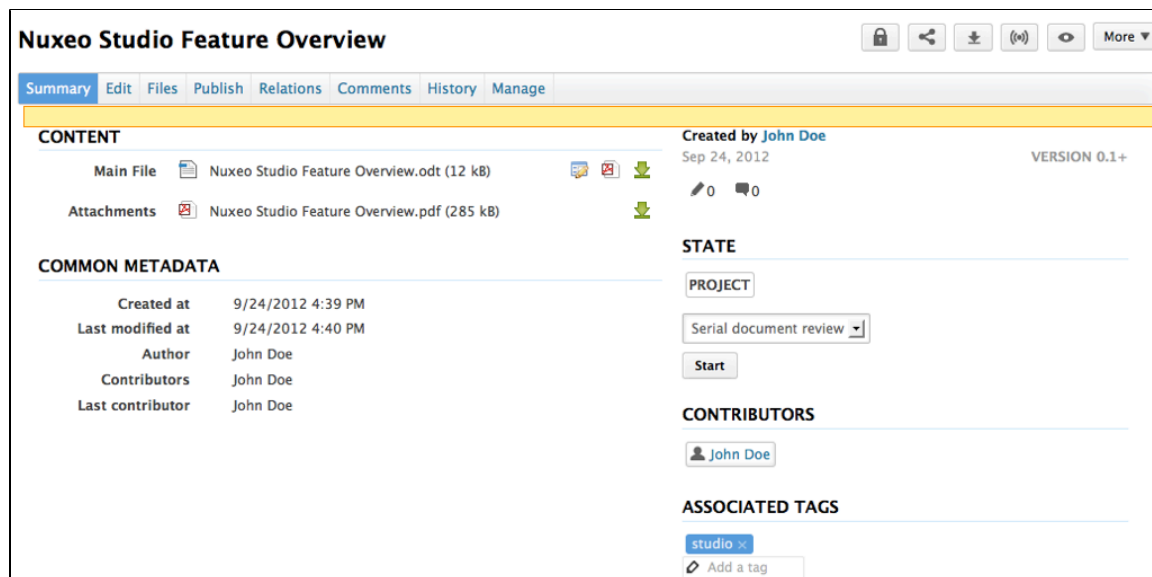 Nuxeo Studio Feature Overview
More
Summary Edit Files Publish Relations Comments History Manage
CONTENT
Main File Nuxeo Studio Feature Overview.odt (12 kB)
Attachments Nuxeo Studio Feature Overview.pdf (285 kB)
COMMON METADATA
Created at 9/24/2012 4:39 PM
Last modified at 9/24/2012 4:40 PM
Author John Doe
Contributors John Doe
Last contributor John Doe
Created by John Doe
Sep 24, 2012 VERSION 0.1+
0 0
STATE
PROJECT
Serial document review
Start
CONTRIBUTORS
John Doe
ASSOCIATED TAGS
studio ×
Add a tag